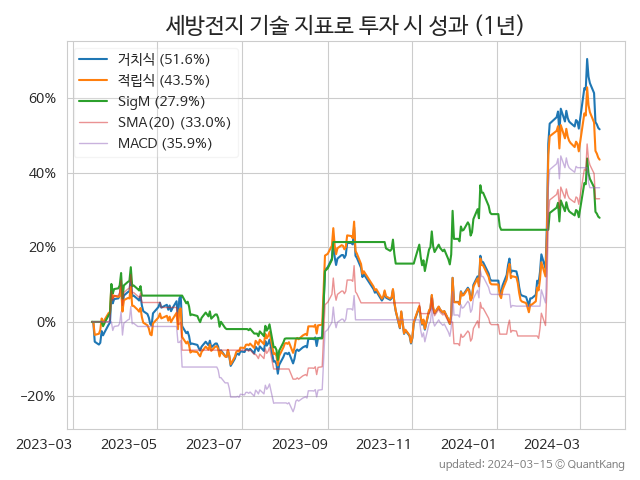 세방전지 기술 지표로 투자 시 성과 (1년)
거치식 (51.6%)
적립식 (43.5%)
SigM (27.9%)
SMA(20) (33.0%)
MACD (35.9%)
60%
40%
20%
0%
−20%
2023−03 2023−05 2023−07 2023−09 2023−11 2024−01 2024−03
updated: 2024-03-15 © QuantKang